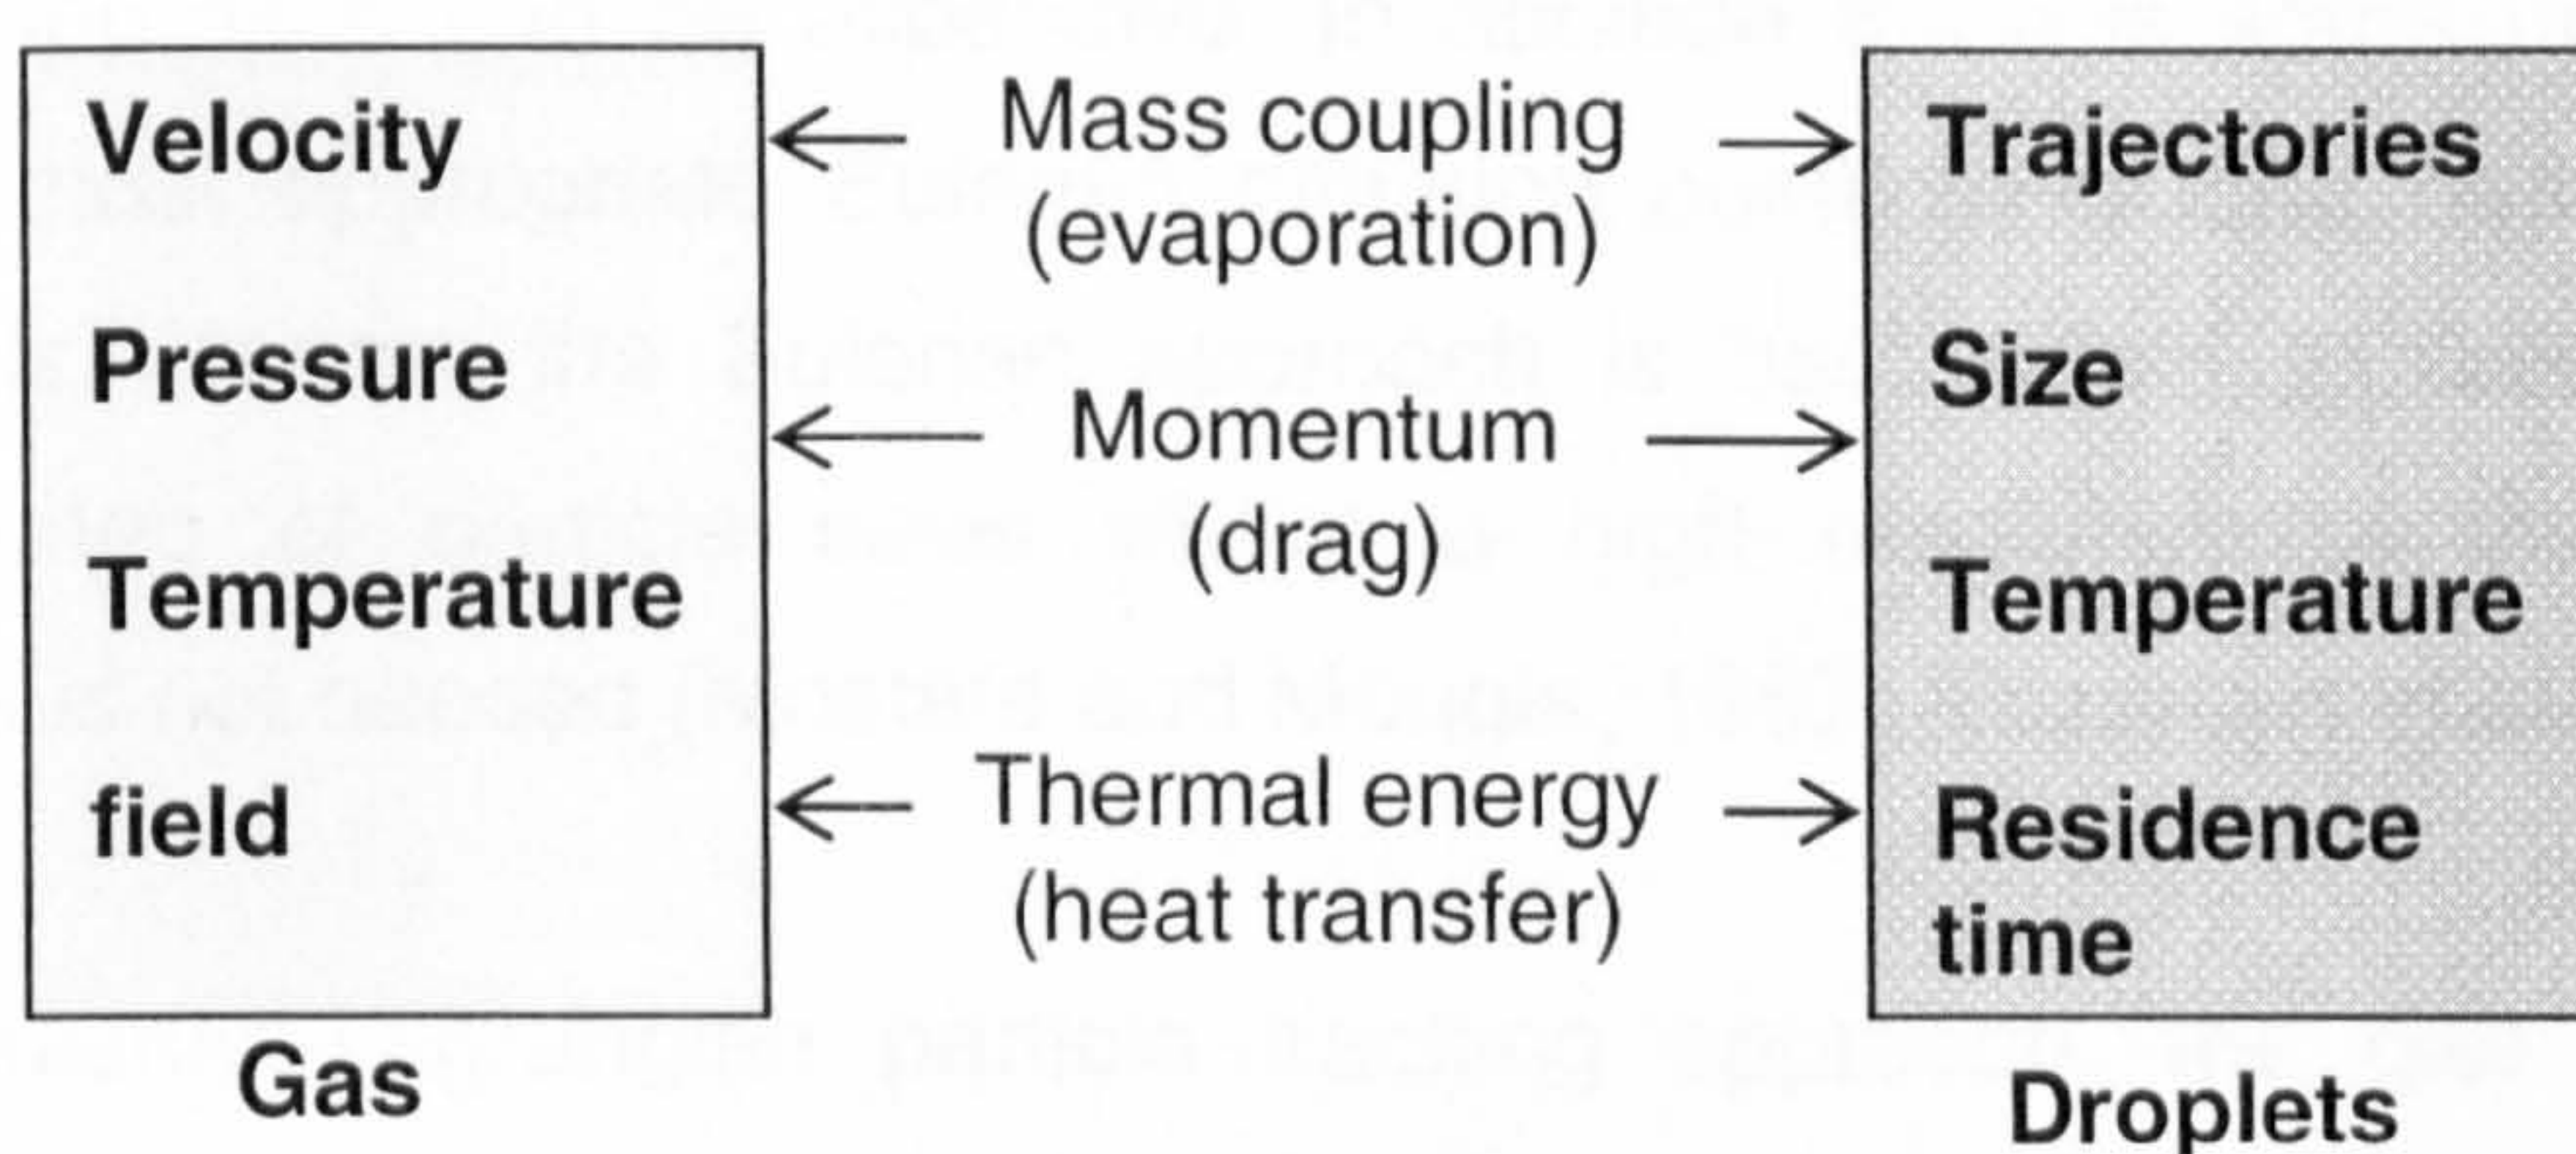 Velocity
Pressure
Temperature
field
Gas
Mass coupling
(evaporation)
Momentum
(drag)
Thermal energy
(heat transfer)
Trajectories
Size
Temperature
Residence
time
Droplets